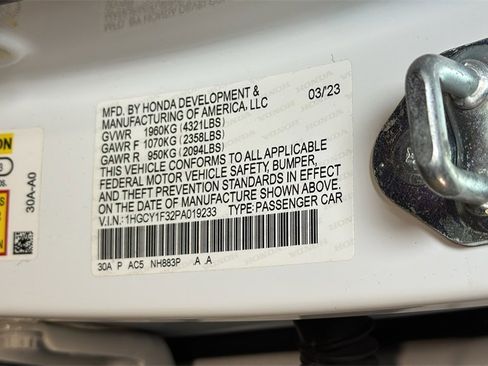 MFD. BY HONDA DEVELOPMENT &
MANUFACTURING OF AMERICA, LLC 03/'23
GVWR 1960KG (4321LBS)
GAWR F 1070KG (2358LBS)
GAWR R 950KG (2094LBS)
THIS VEHICLE CONFORMS TO ALL APPLICABLE
FEDERAL MOTOR VEHICLE SAFETY, BUMPER,
AND THEFT PREVENTION STANDARDS IN EFFECT
ON THE DATE OF MANUFACTURE SHOWN ABOVE.
V.I.N.: 1HGCY1F32PA019233 TYPE:PASSENGER CAR
30A P AC5 NH883P A A
30A-A0